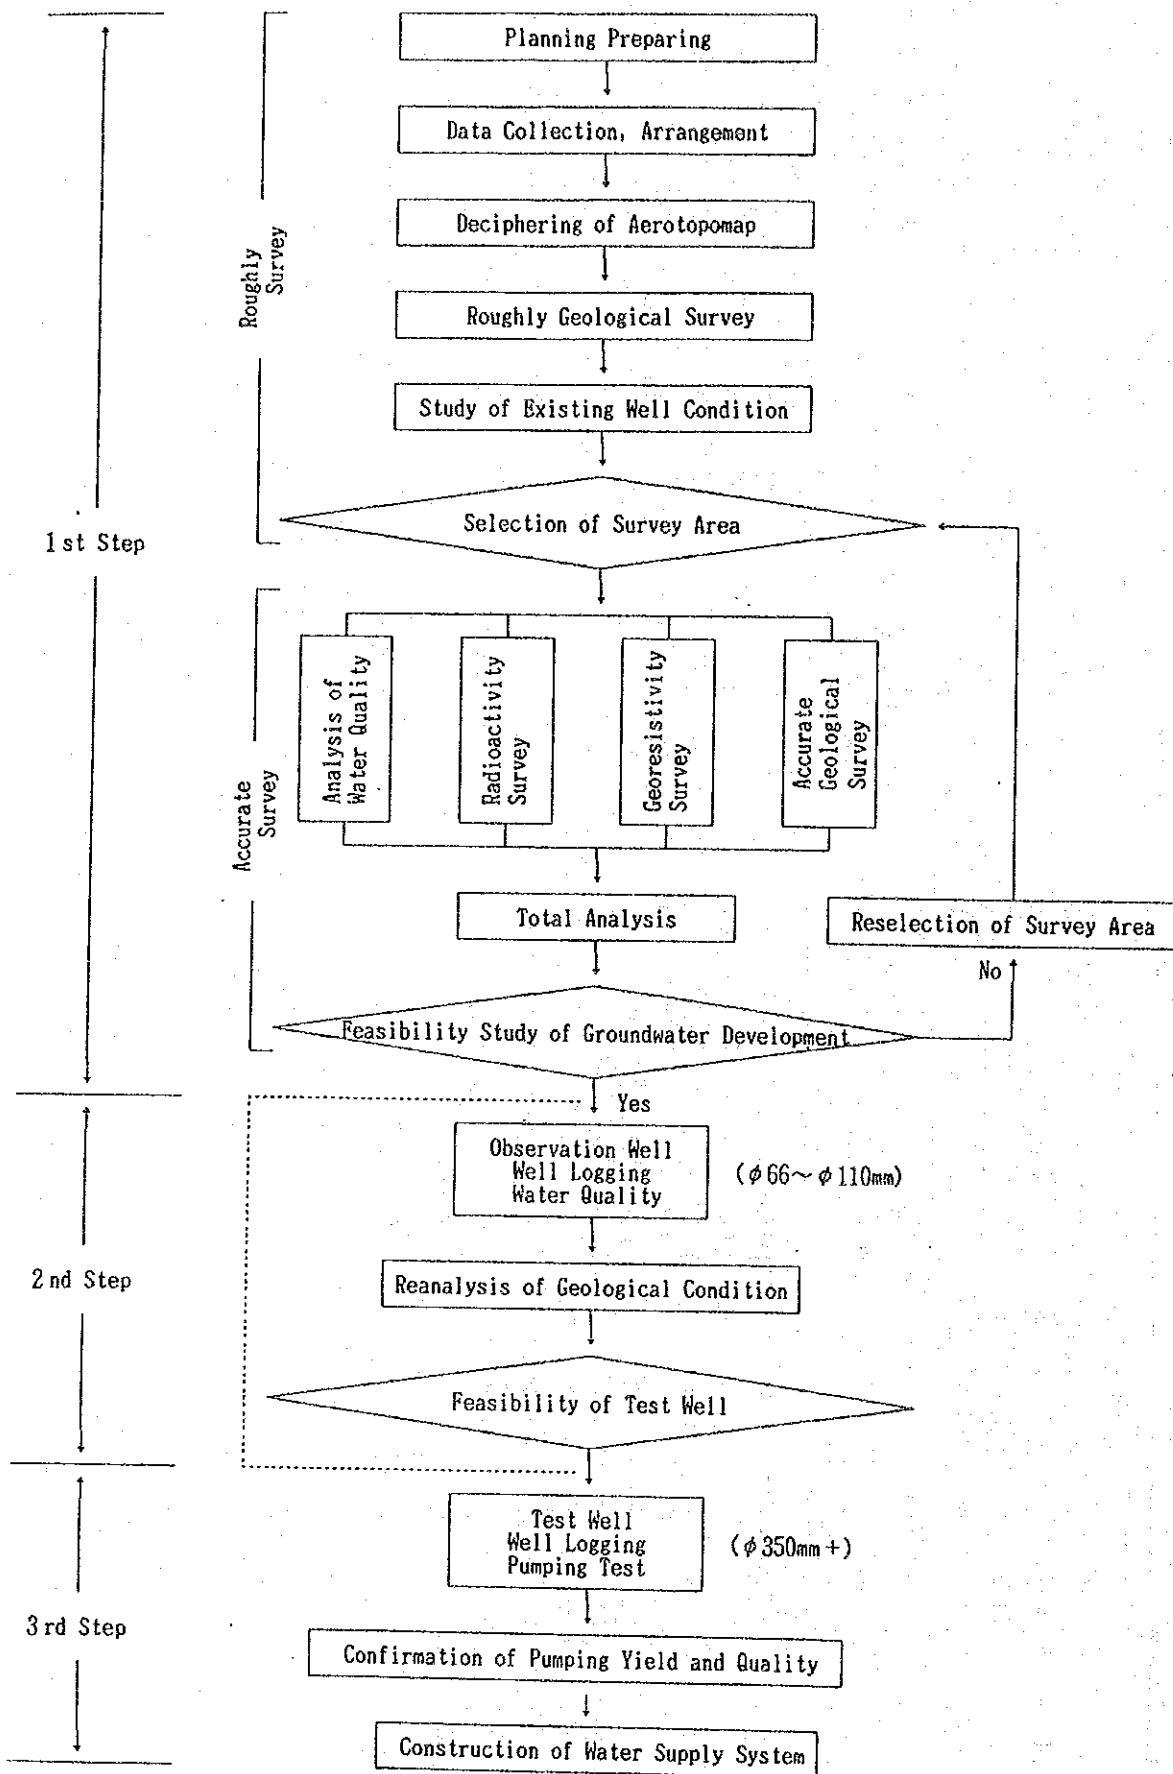 Planning Preparing
Data Collection, Arrangement
Deciphering of Aerotopomap
Roughly
Survey
Roughly Geological Survey
Study of Existing Well Condition
Selection of Survey Area
1st Step
Analysis of
Water Quality
Radioactivity
Survey
Georesistivity
Survey
Accurate
Geological
Survey
Accurate
Survey
Total Analysis
Reselection of Survey Area
No
Feasibility Study of Groundwater Development
Yes
Observation Well
Well Logging
Water Quality
(φ66～φ110mm)
2nd Step
Reanalysis of Geological Condition
Feasibility of Test Well
Test Well
Well Logging
Pumping Test
(φ350mm+)
3rd Step
Confirmation of Pumping Yield and Quality
Construction of Water Supply System